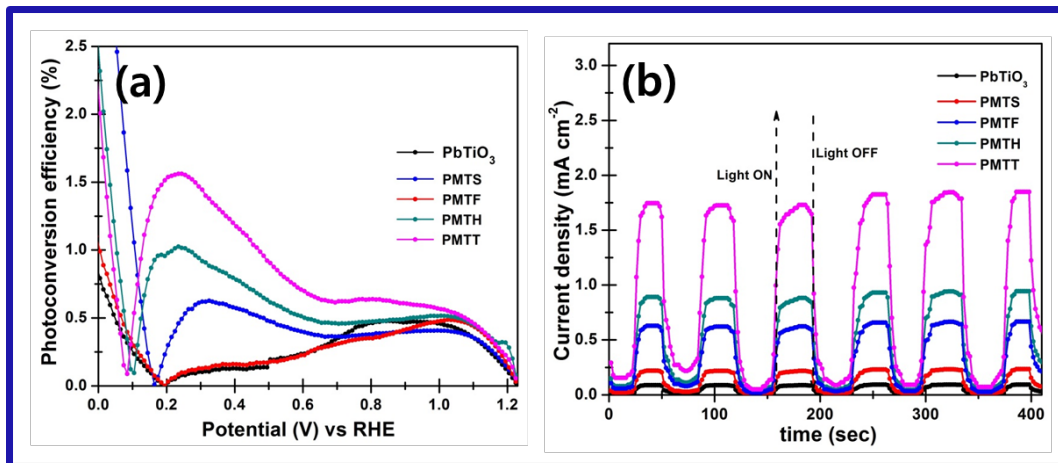 (a)
Photoconversion efficiency (%)
2.5
2.0
1.5
1.0
0.5
0.0
PbTiO₃
PMTS
PMTF
PMTH
PMTT
0.0 0.2 0.4 0.6 0.8 1.0 1.2
Potential (V) vs RHE
(b)
Current density (mA cm⁻²)
3.0
2.5
2.0
1.5
1.0
0.5
0.0
PbTiO₃
PMTS
PMTF
PMTH
PMTT
Light ON
Light OFF
0 100 200 300 400
time (sec)